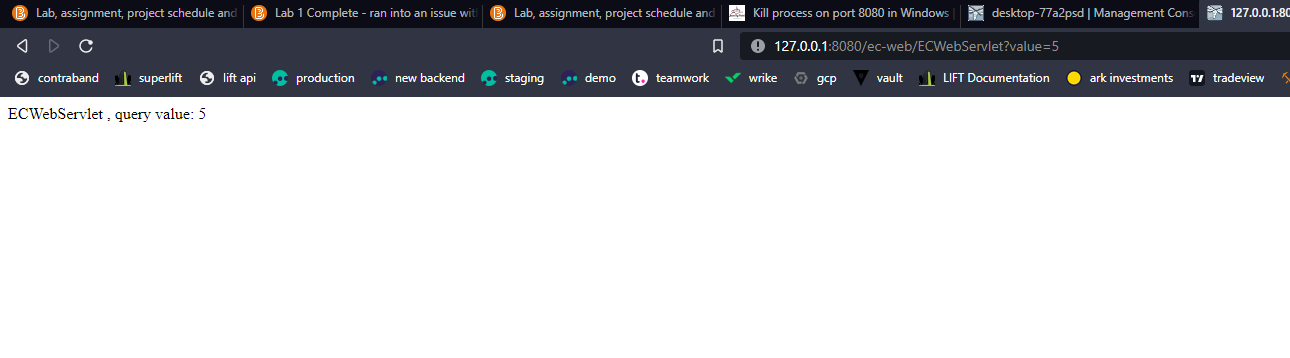 Lab, assignment, project schedule and Lab 1 Complete - ran into an issue wit Lab, assignment, project schedule and Kill process on port 8080 in Windows desktop-77a2psd | Management Cons 127.0.0.1:80
127.0.0.1:8080/ec-web/ECWebServlet?value=5
contraband superlift lift api production new backend staging demo teamwork wrike gcp vault LIFT Documentation ark investments tradeview
ECWebServlet , query value: 5